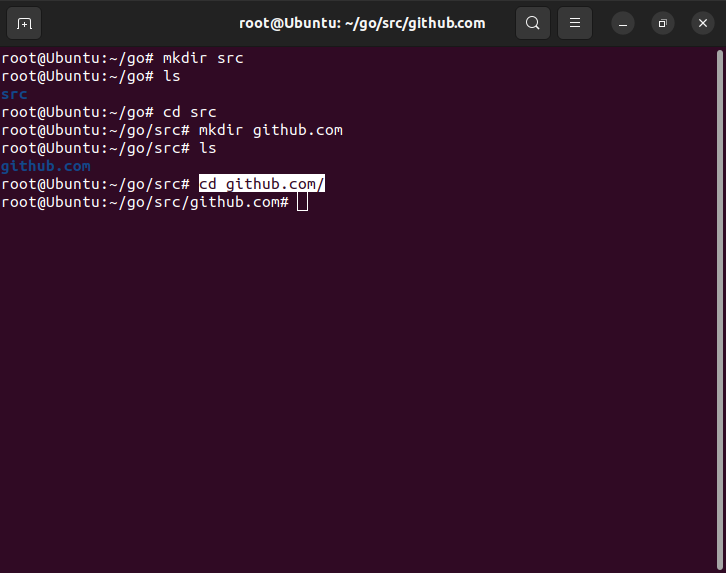 root@Ubuntu: ~/go/src/github.com
root@Ubuntu:~/go# mkdir src
root@Ubuntu:~/go# ls
src
root@Ubuntu:~/go# cd src
root@Ubuntu:~/go/src# mkdir github.com
root@Ubuntu:~/go/src# ls
github.com
root@Ubuntu:~/go/src# cd github.com/
root@Ubuntu:~/go/src/github.com#